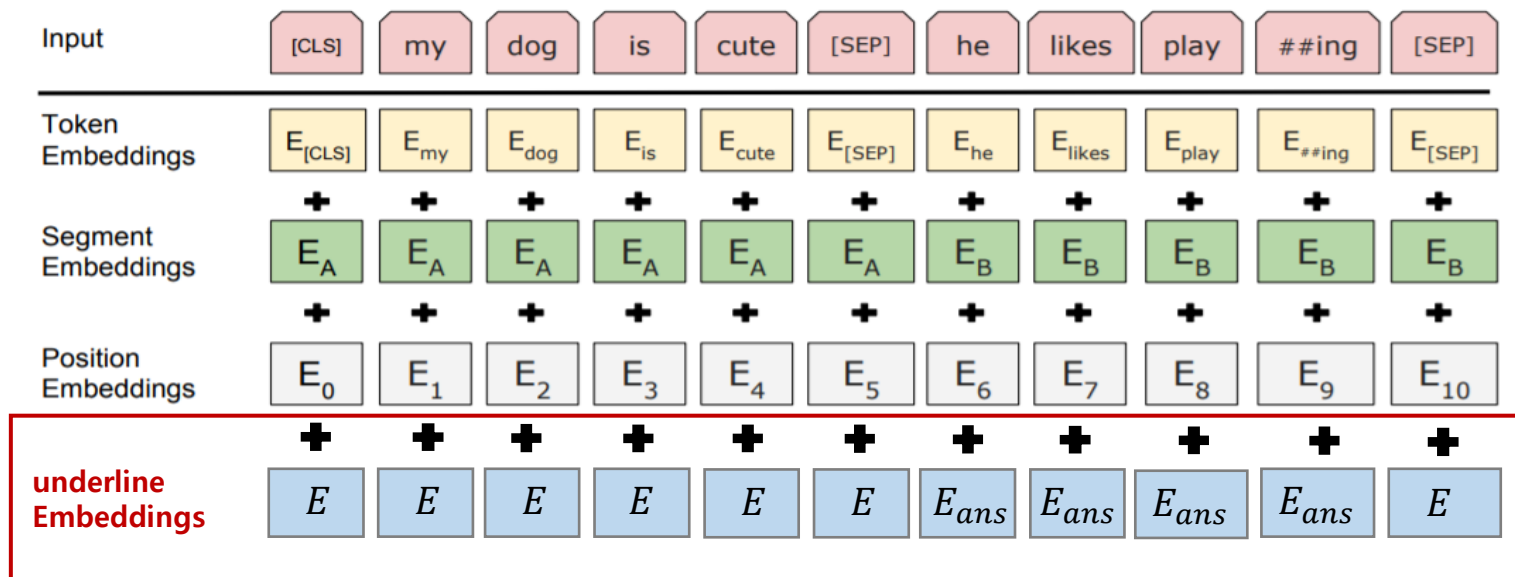 Input [CLS] my dog is cute [SEP] he likes play ##ing [SEP]
Token
Embeddings
E[CLS] Emy Edog Eis Ecute E[SEP] Ehe Elikes Eplay E##ing E[SEP]
+ + + + + + + + + + +
Segment
Embeddings
EA EA EA EA EA EA EB EB EB EB EB
+ + + + + + + + + + +
Position
Embeddings
E0 E1 E2 E3 E4 E5 E6 E7 E8 E9 E10
+ + + + + + + + + + +
underline
Embeddings
E E E E E E Eans Eans Eans Eans E